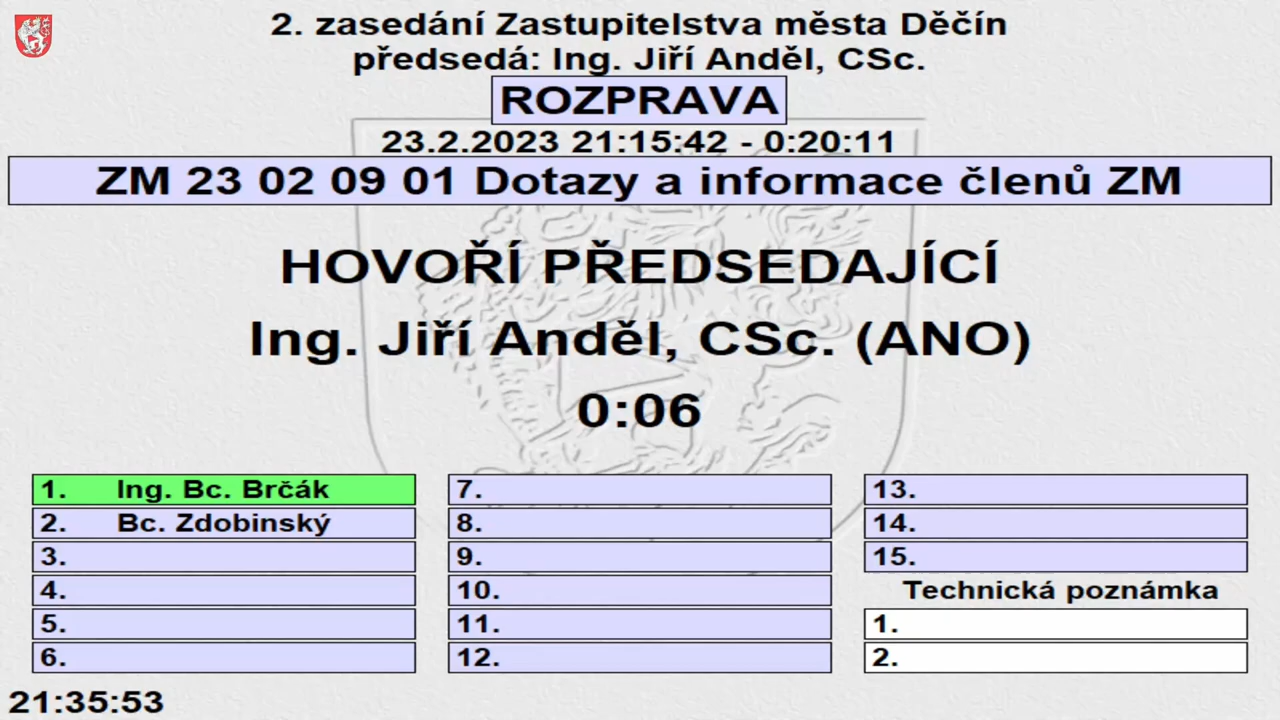 2. zasedání Zastupitelstva města Děčín
předsedá: Ing. Jiří Anděl, CSc.
ROZPRAVA
23.2.2023 21:15:42 - 0:20:11
ZM 23 02 09 01 Dotazy a informace členů ZM
HOVOŘÍ PŘEDSEDAJÍCÍ
Ing. Jiří Anděl, CSc. (ANO)
0:06
1. Ing. Bc. Brčák
2. Bc. Zdobinský
3.
4.
5.
6.
7.
8.
9.
10.
11.
12.
13.
14.
15.
Technická poznámka
1.
2.
21:35:53